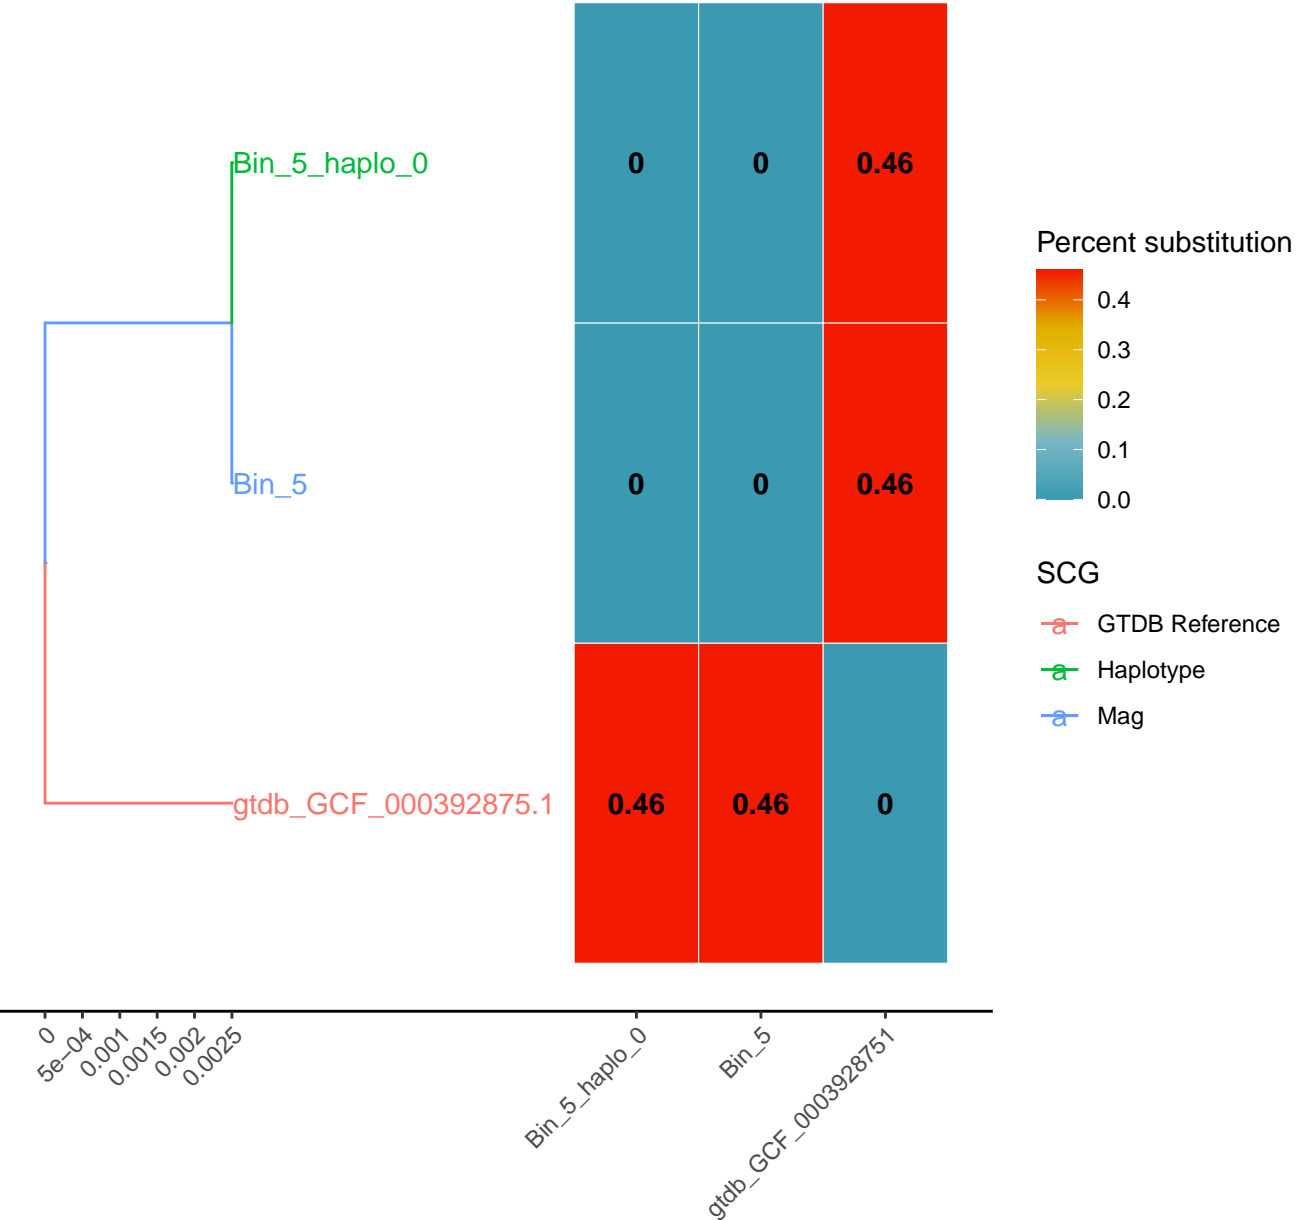 Bin_5_haplo_0
0 0 0.46
Bin_5
0 0 0.46
gtdb_GCF_000392875.1
0.46 0.46 0
Percent substitution
0.4
0.3
0.2
0.1
0.0
SCG
a GTDB Reference
a Haplotype
a Mag
0 5e−04 0.001 0.0015 0.002 0.0025
Bin_5_haplo_0
Bin_5
gtdb_GCF_0003928751